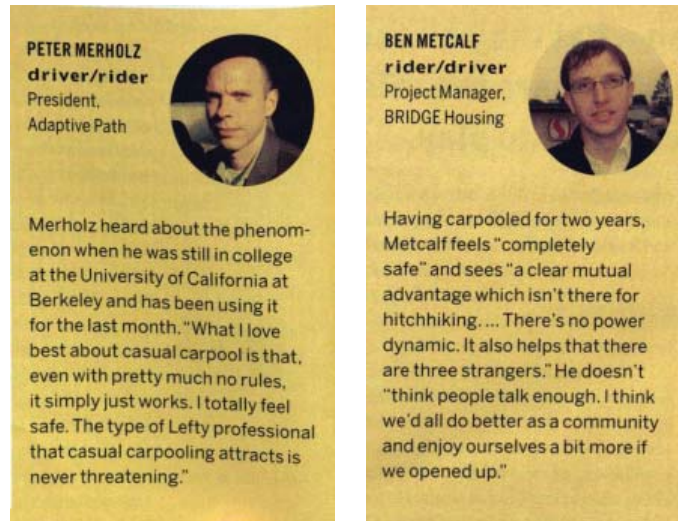 PETER MERHOLZ
driver/rider
President,
Adaptive Path
Merholz heard about the phenom-
enon when he was still in college
at the University of California at
Berkeley and has been using it
for the last month. “What I love
best about casual carpool is that,
even with pretty much no rules,
it simply just works. I totally feel
safe. The type of Lefty professional
that casual carpooling attracts is
never threatening.”
BEN METCALF
rider/driver
Project Manager,
BRIDGE Housing
Having carpooled for two years,
Metcalf feels “completely
safe” and sees “a clear mutual
advantage which isn’t there for
hitchhiking. ... There’s no power
dynamic. It also helps that there
are three strangers.” He doesn’t
“think people talk enough. I think
we’d all do better as a community
and enjoy ourselves a bit more if
we opened up.”